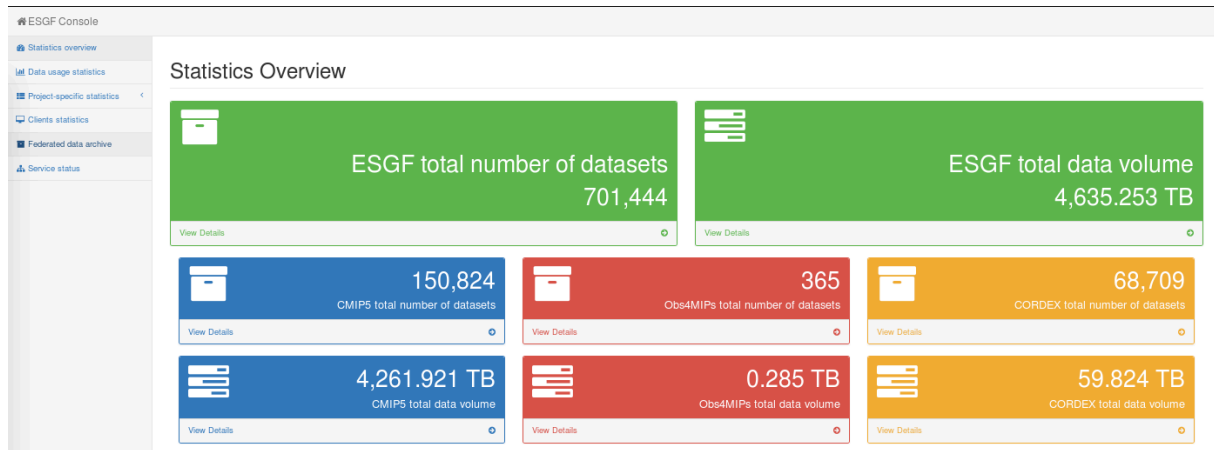 ESGF Console
Statistics overview
Data usage statistics
Project-specific statistics
Clients statistics
Federated data archive
Service status
Statistics Overview
ESGF total number of datasets
701,444
View Details
ESGF total data volume
4,635.253 TB
View Details
150,824
CMIP5 total number of datasets
View Details
365
Obs4MIPs total number of datasets
View Details
68,709
CORDEX total number of datasets
View Details
4,261.921 TB
CMIP5 total data volume
View Details
0.285 TB
Obs4MIPs total data volume
View Details
59.824 TB
CORDEX total data volume
View Details